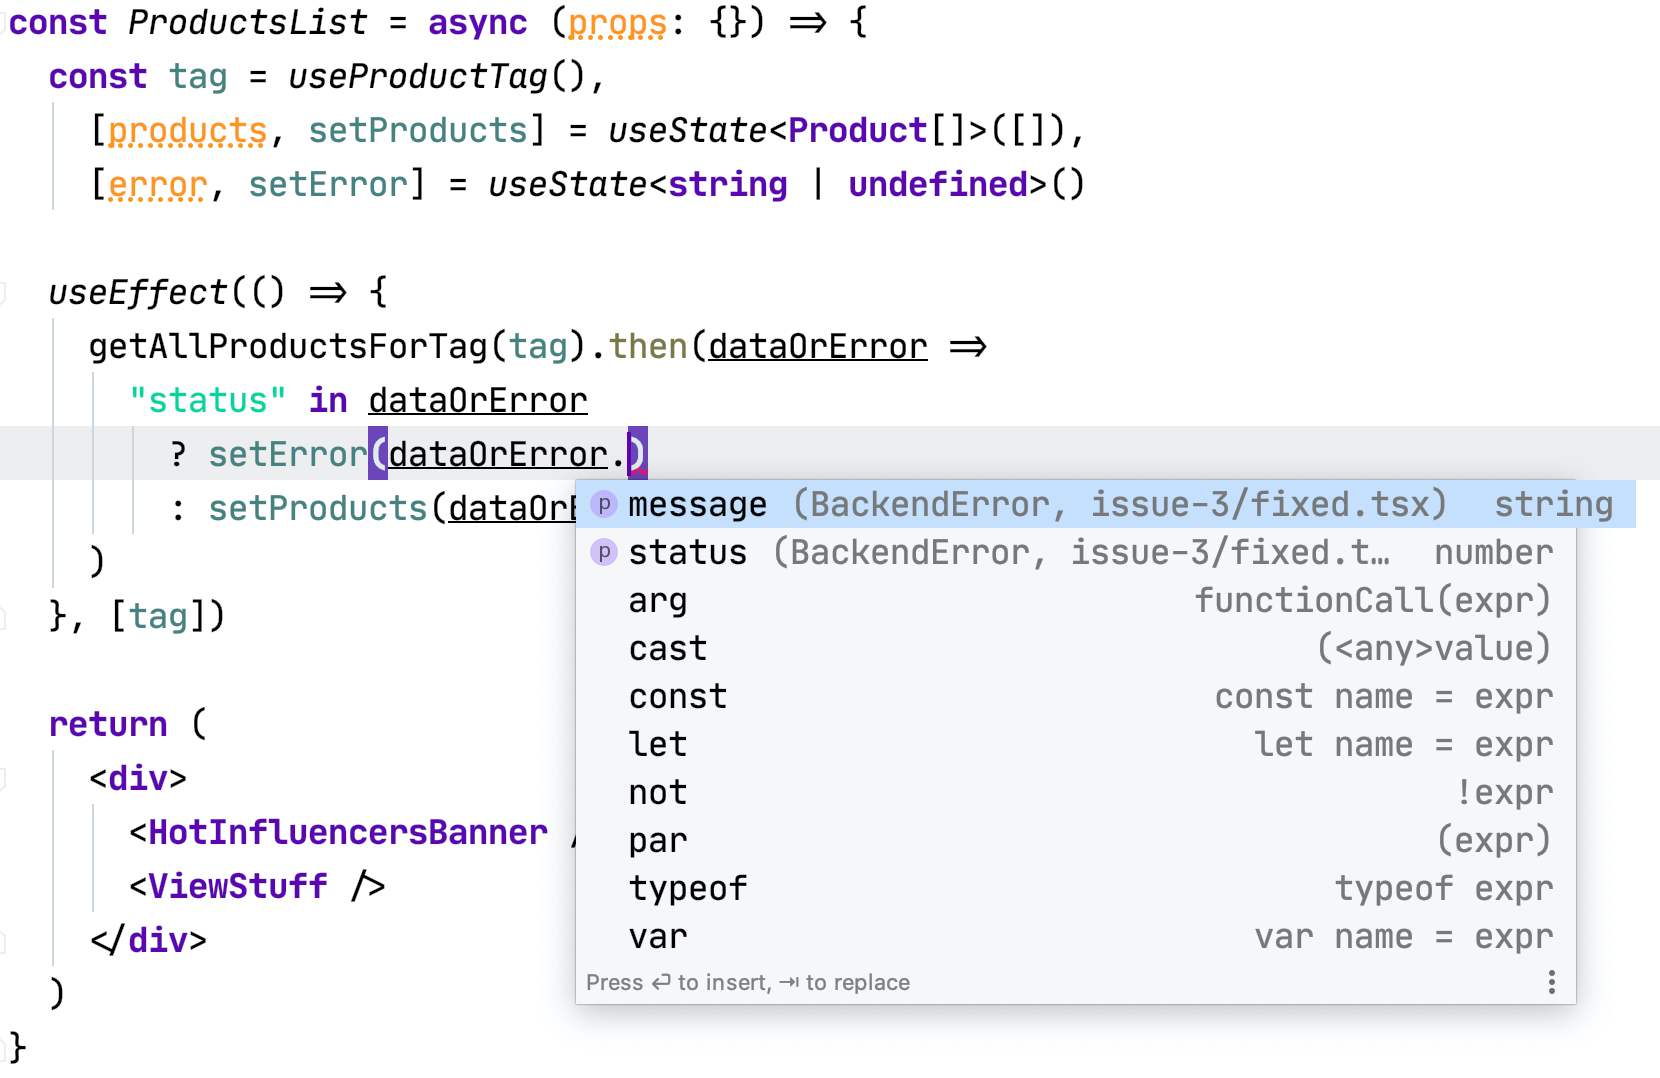 const ProductsList = async (props: {}) => {
const tag = useProductTag(),
[products, setProducts] = useState<Product[]>([]),
[error, setError] = useState<string | undefined>()
useEffect(() => {
getAllProductsForTag(tag).then(dataOrError =>
"status" in dataOrError
? setError(dataOrError.)
: setProducts(dataOrE
)
}, [tag])
return (
<div>
<HotInfluencersBanner /
<ViewStuff />
</div>
)
}
p message (BackendError, issue-3/fixed.tsx) string
p status (BackendError, issue-3/fixed.t… number
arg functionCall(expr)
cast (<any>value)
const const name = expr
let let name = expr
not !expr
par (expr)
typeof typeof expr
var var name = expr
Press ↵ to insert, ⇥ to replace